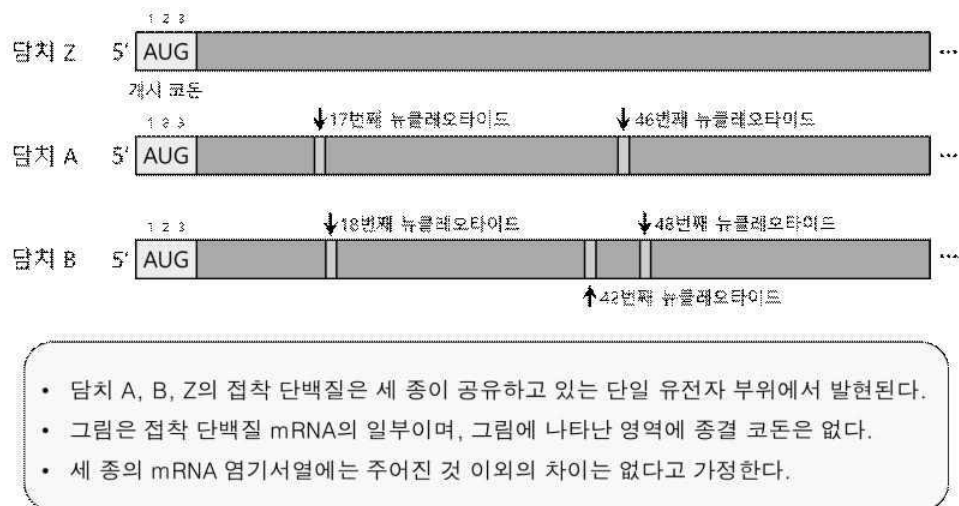 1 2 3
담치 Z 5' AUG ...
개시 코돈
1 2 3 17번째 뉴클레오타이드 46번째 뉴클레오타이드
담치 A 5' AUG ...
1 2 3 18번째 뉴클레오타이드 48번째 뉴클레오타이드
담치 B 5' AUG ...
42번째 뉴클레오타이드
• 담치 A, B, Z의 접착 단백질은 세 종이 공유하고 있는 단일 유전자 부위에서 발현된다.
• 그림은 접착 단백질 mRNA의 일부이며, 그림에 나타난 영역에 종결 코돈은 없다.
• 세 종의 mRNA 염기서열에는 주어진 것 이외의 차이는 없다고 가정한다.